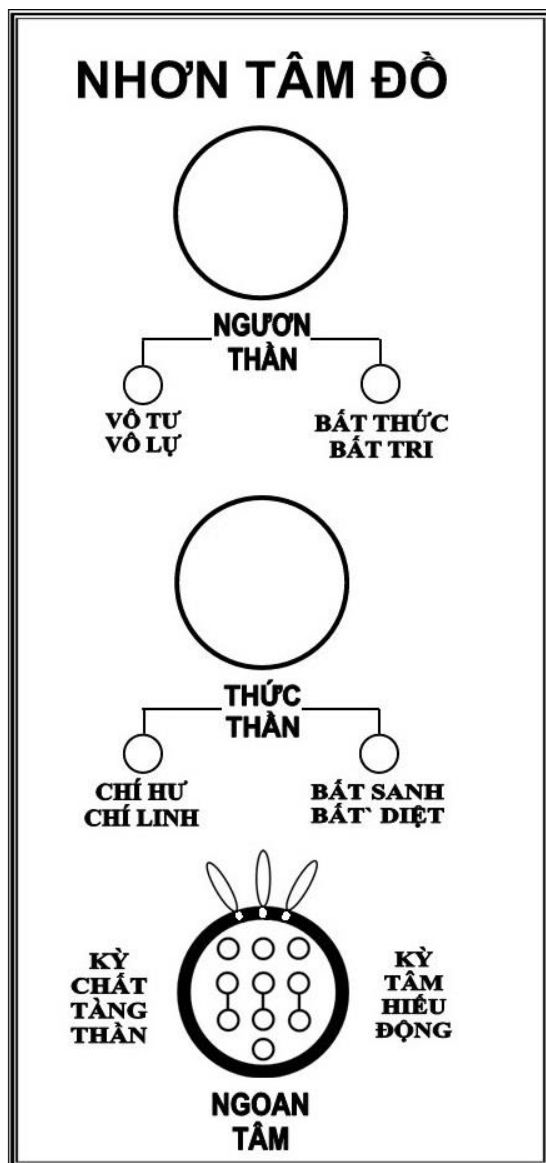 NHƠN TÂM ĐỒ
NGƯƠN
THẦN
VÔ TƯ
VÔ LỰ
BẤT THỨC
BẤT TRI
THỨC
THẦN
CHÍ HƯ
CHÍ LINH
BẤT SANH
BẤT` DIỆT
KỲ
CHẤT
TÀNG
THẦN
KỲ
TÂM
HIẾU
ĐỘNG
NGOAN
TÂM